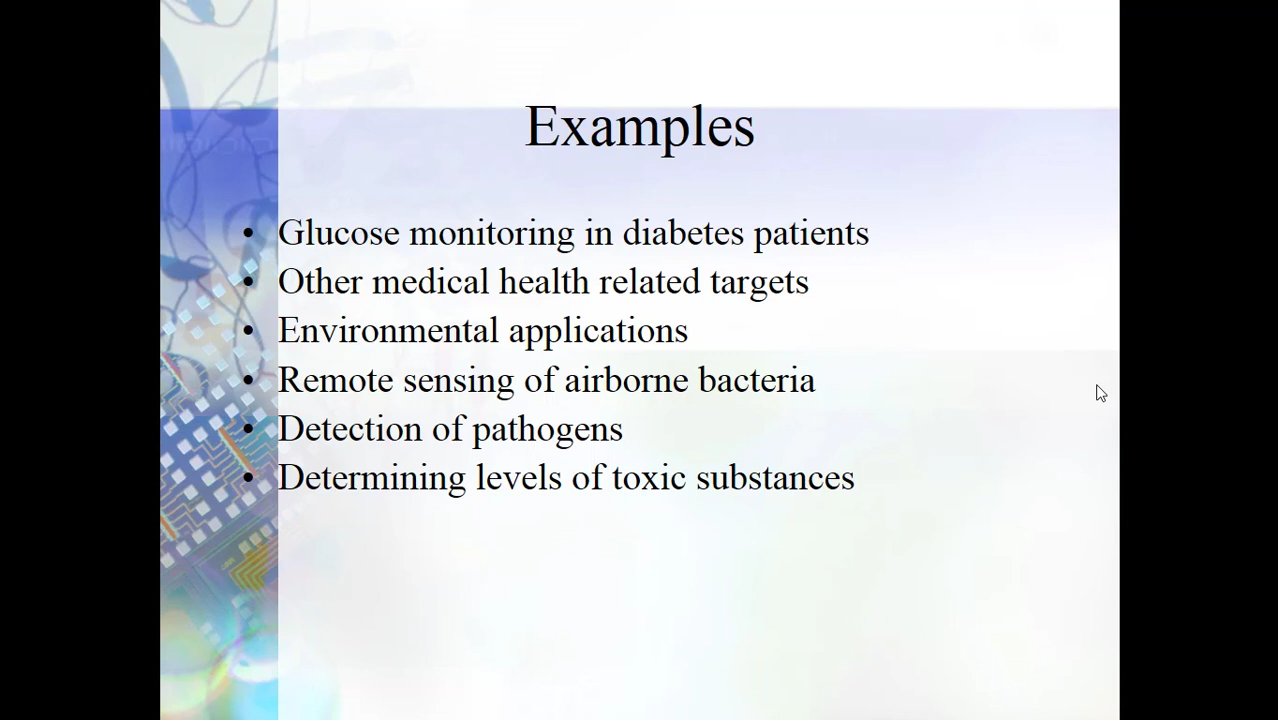 Examples
• Glucose monitoring in diabetes patients
• Other medical health related targets
• Environmental applications
• Remote sensing of airborne bacteria
• Detection of pathogens
• Determining levels of toxic substances